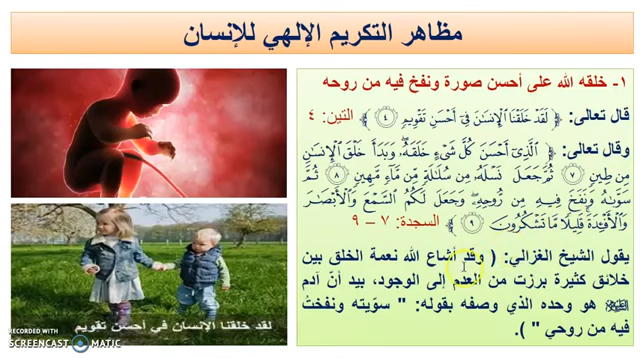 مظاهر التكريم الإلهي للإنسان
١- خلقه الله على أحسن صورة ونفخ فيه من روحه
قال تعالى: ﴿ لَقَدْ خَلَقْنَا الْإِنسَانَ فِي أَحْسَنِ تَقْوِيمٍ ٤ ﴾ التين: ٤
وقال تعالى: ﴿ الَّذِي أَحْسَنَ كُلَّ شَيْءٍ خَلَقَهُ وَبَدَأَ خَلْقَ الْإِنسَانِ
مِن طِينٍ ٧ ثُمَّ جَعَلَ نَسْلَهُ مِن سُلَالَةٍ مِّن مَّاءٍ مَّهِينٍ ٨ ثُمَّ
سَوَّاهُ وَنَفَخَ فِيهِ مِن رُّوحِهِ وَجَعَلَ لَكُمُ السَّمْعَ وَالْأَبْصَارَ
وَالْأَفْئِدَةَ قَلِيلًا مَّا تَشْكُرُونَ ٩ ﴾ السجدة: ٧ - ٩
يقول الشيخ الغزالي: ( وقد أشاع الله نعمة الخلق بين
خلائق كثيرة برزت من العدم إلى الوجود، بيد أنّ آدم
هو وحده الذي وصفه بقوله: " سوّيته ونفختُ
فيه من روحي " ).
لقد خلقنا الإنسان في أحسن تقويم
RECORDED WITH
SCREENCAST MATIC